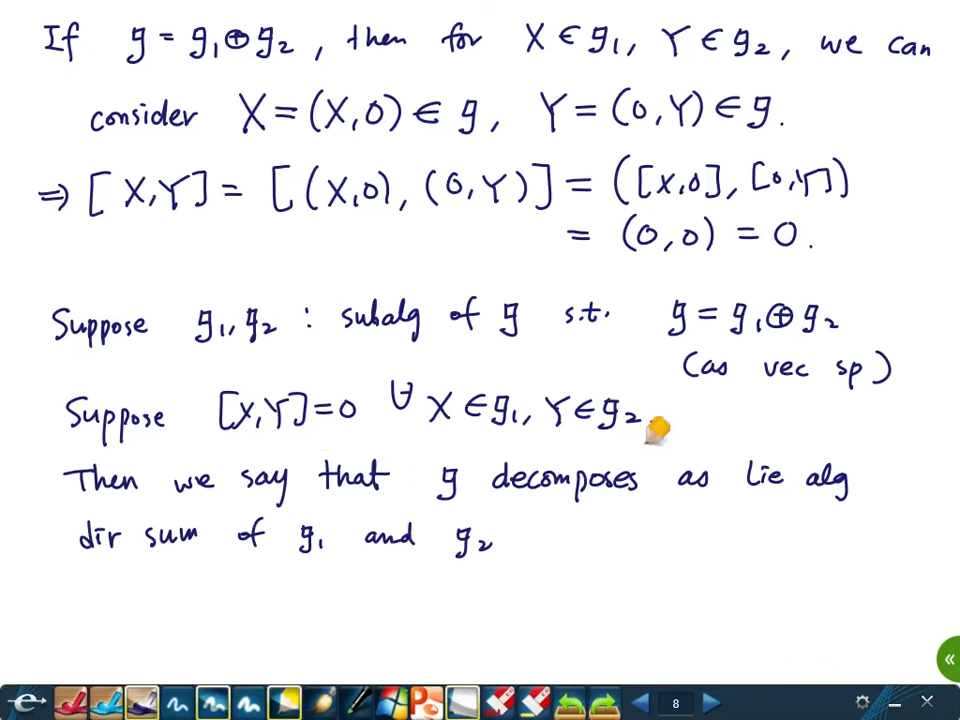 If g = g₁⊕g₂, then for X ∈ g₁, Y ∈ g₂, we can
consider X = (X,0) ∈ g, Y = (0,Y) ∈ g.
⇒ [X,Y] = [(X,0), (0,Y)] = ([X,0], [0,Y])
= (0,0) = 0.
Suppose g₁, g₂ : subalg of g s.t. g = g₁⊕g₂
(as vec sp)
Suppose [X,Y]=0 ∀ X ∈ g₁, Y ∈ g₂.
Then we say that g decomposes as Lie alg
dir sum of g₁ and g₂
8